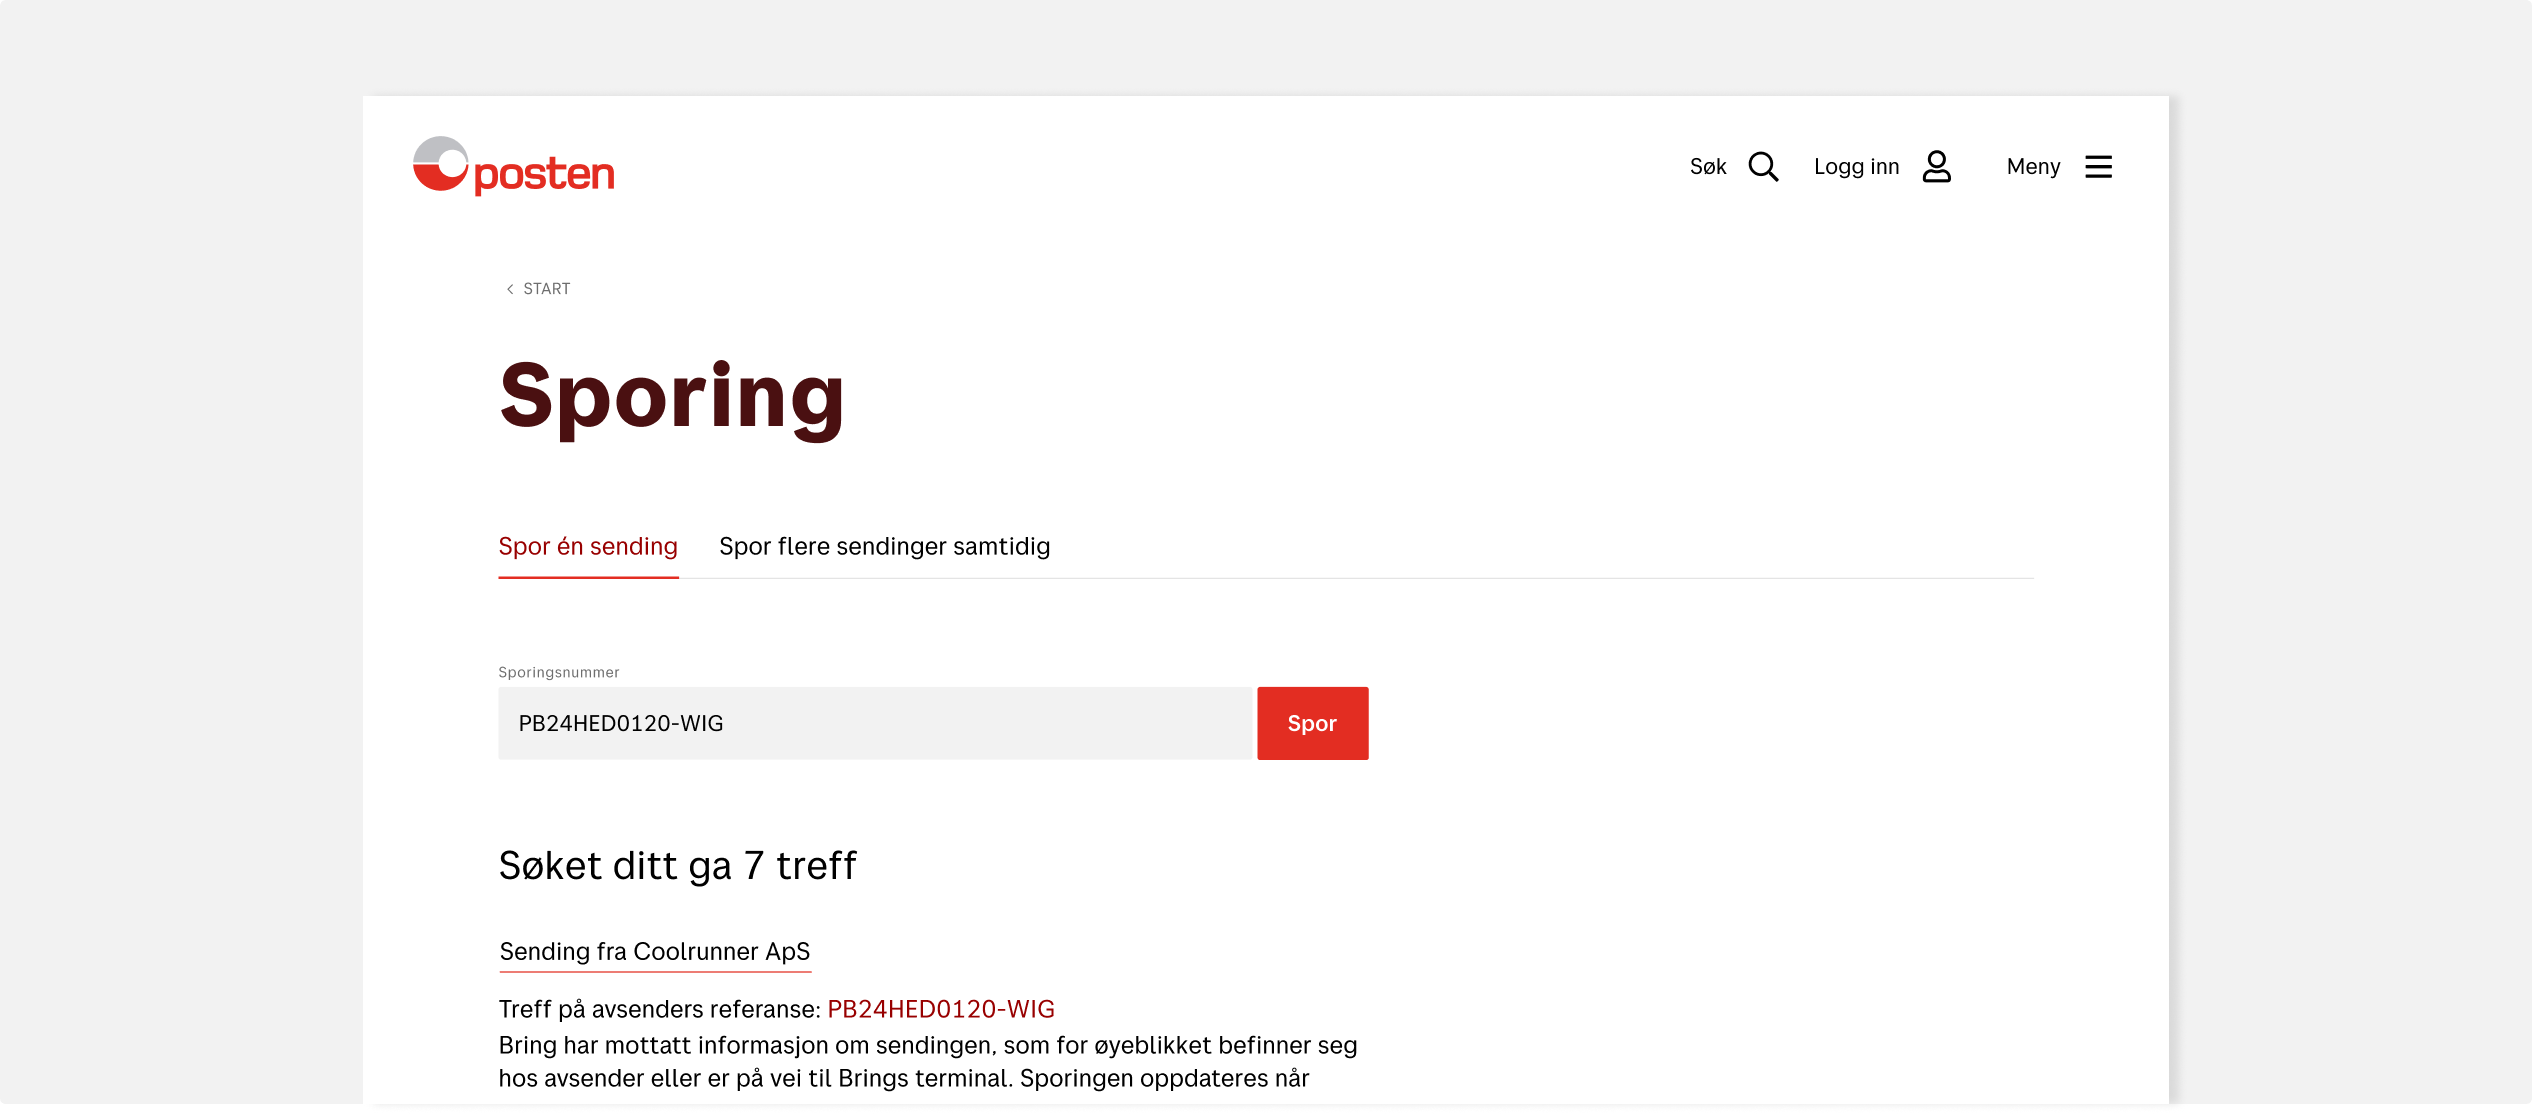 posten
Søk Logg inn Meny
START
Sporing
Spor én sending Spor flere sendinger samtidig
Sporingsnummer
PB24HED0120-WIG Spor
Søket ditt ga 7 treff
Sending fra Coolrunner ApS
Treff på avsenders referanse: PB24HED0120-WIG
Bring har mottatt informasjon om sendingen, som for øyeblikket befinner seg
hos avsender eller er på vei til Brings terminal. Sporingen oppdateres når